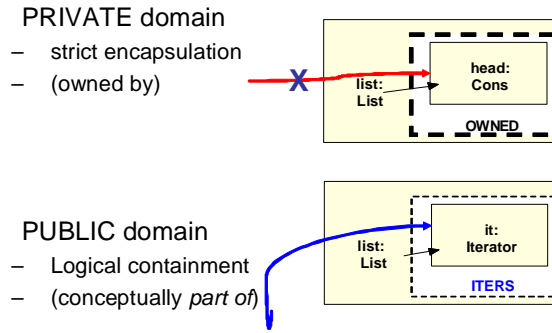 PRIVATE domain
– strict encapsulation
– (owned by)
X
head:
Cons
list:
List
OWNED
PUBLIC domain
– Logical containment
– (conceptually part of)
it:
Iterator
list:
List
ITERS